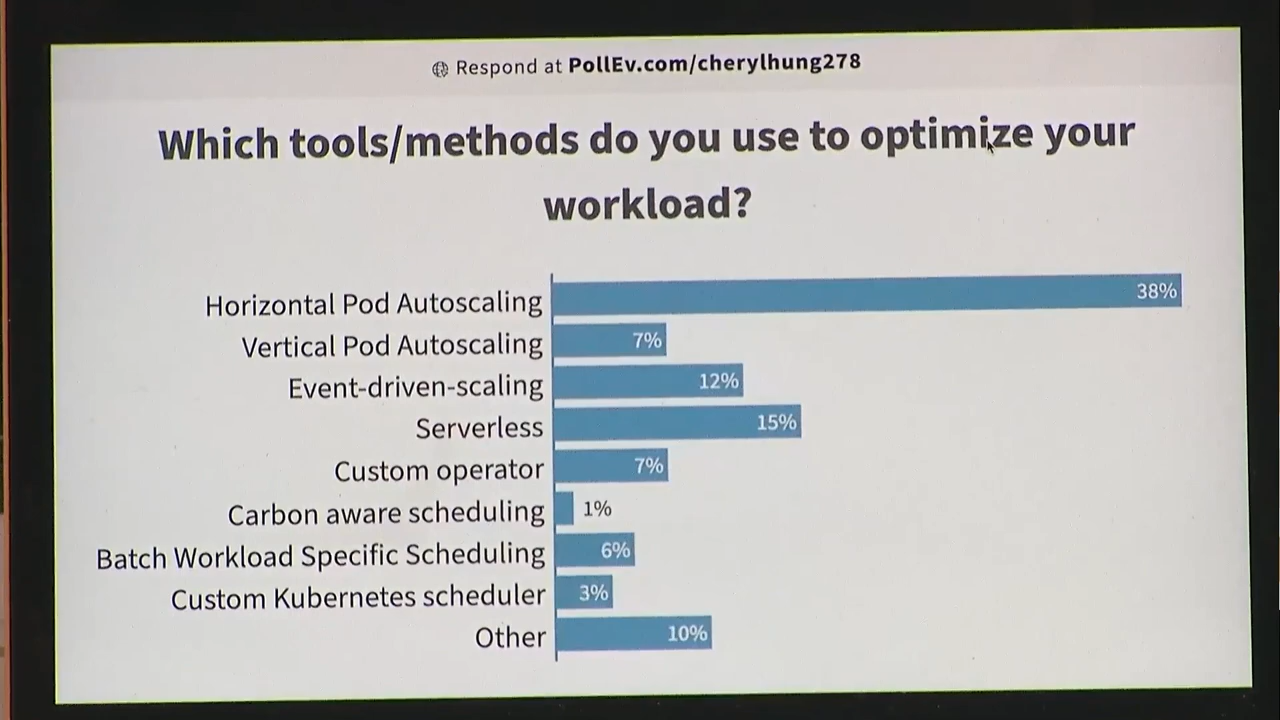 Respond at PollEv.com/cherylhung278
Which tools/methods do you use to optimize your
workload?
Horizontal Pod Autoscaling 38%
Vertical Pod Autoscaling 7%
Event-driven-scaling 12%
Serverless 15%
Custom operator 7%
Carbon aware scheduling 1%
Batch Workload Specific Scheduling 6%
Custom Kubernetes scheduler 3%
Other 10%